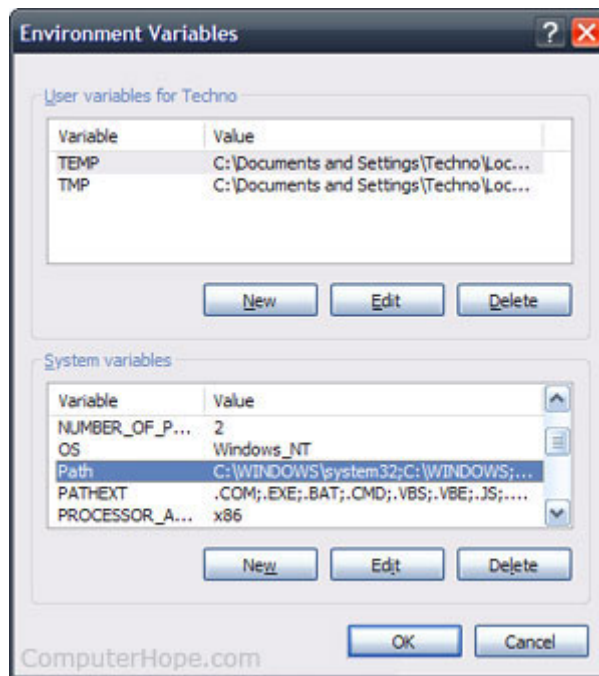 Environment Variables
User variables for Techno
Variable Value
TEMP C:\Documents and Settings\Techno\Loc...
TMP C:\Documents and Settings\Techno\Loc...
New Edit Delete
System variables
Variable Value
NUMBER_OF_P... 2
OS Windows_NT
Path C:\WINDOWS\system32;C:\WINDOWS;...
PATHEXT .COM;.EXE;.BAT;.CMD;.VBS;.VBE;.JS;....
PROCESSOR_A... x86
New Edit Delete
OK Cancel
ComputerHope.com